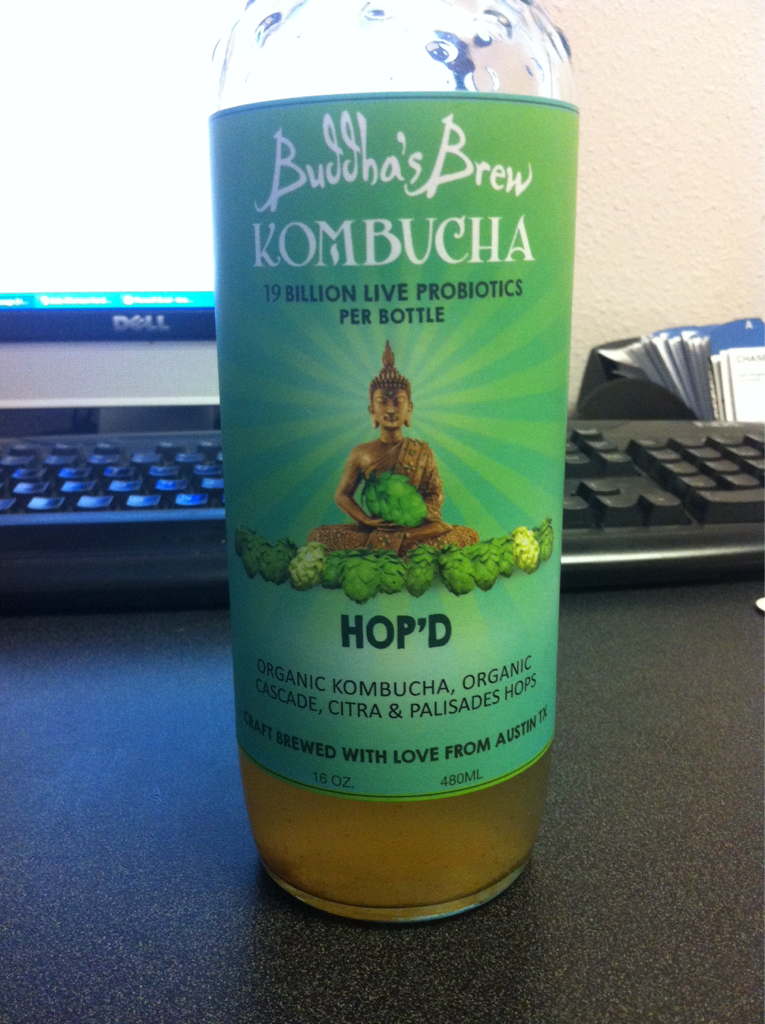 Buddha's Brew
KOMBUCHA
19 BILLION LIVE PROBIOTICS
PER BOTTLE
DELL
A
CHASE
HOP'D
ORGANIC KOMBUCHA, ORGANIC
CASCADE, CITRA & PALISADES HOPS
CRAFT BREWED WITH LOVE FROM AUSTIN TX
16 OZ. 480ML